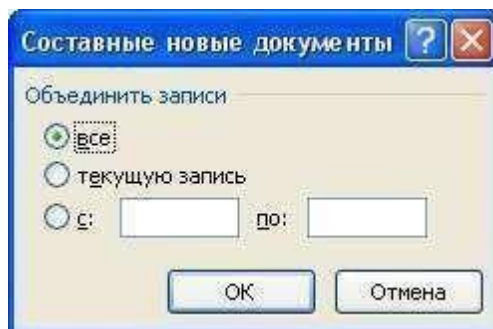 Составные новые документы
Объединить записи
все
текущую запись
с: по:
ОК Отмена